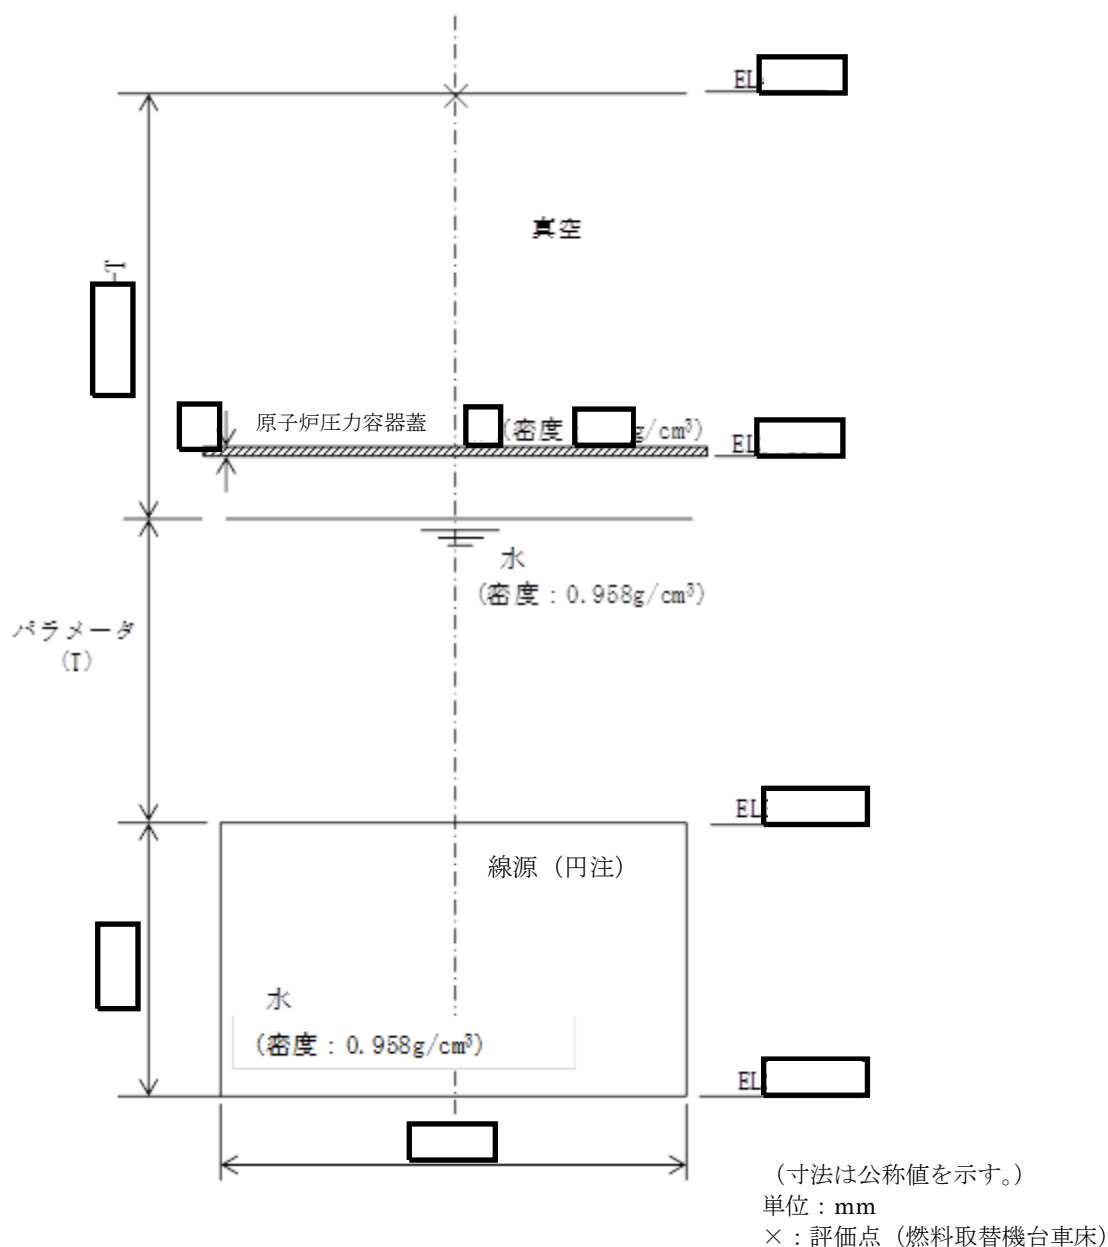 EL
真空
-T
原子炉圧力容器蓋
(密度
g/cm³)
EL
水
(密度:0.958g/cm³)
パラメータ
(T)
EL
線源(円注)
水
(密度:0.958g/cm³)
EL
(寸法は公称値を示す。)
単位:mm
×:評価点(燃料取替機台車床)